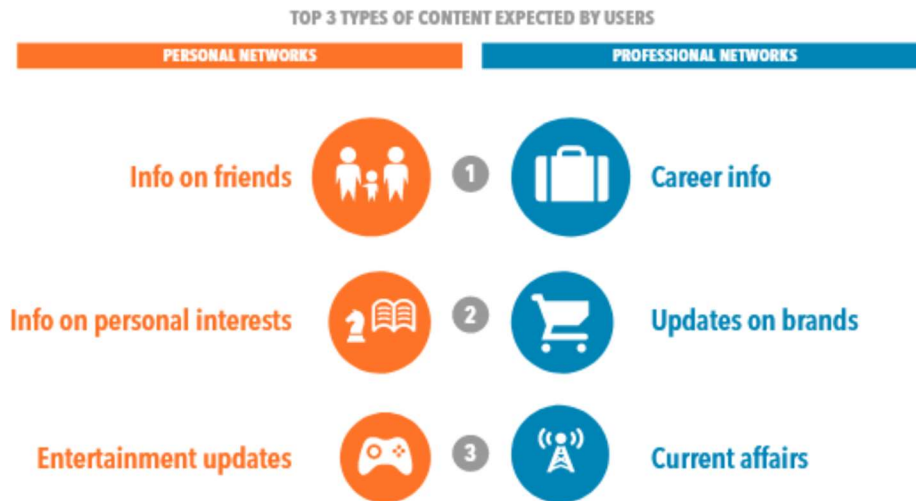 TOP 3 TYPES OF CONTENT EXPECTED BY USERS
PERSONAL NETWORKS
PROFESSIONAL NETWORKS
Info on friends 1 Career info
Info on personal interests 2 Updates on brands
Entertainment updates 3 Current affairs